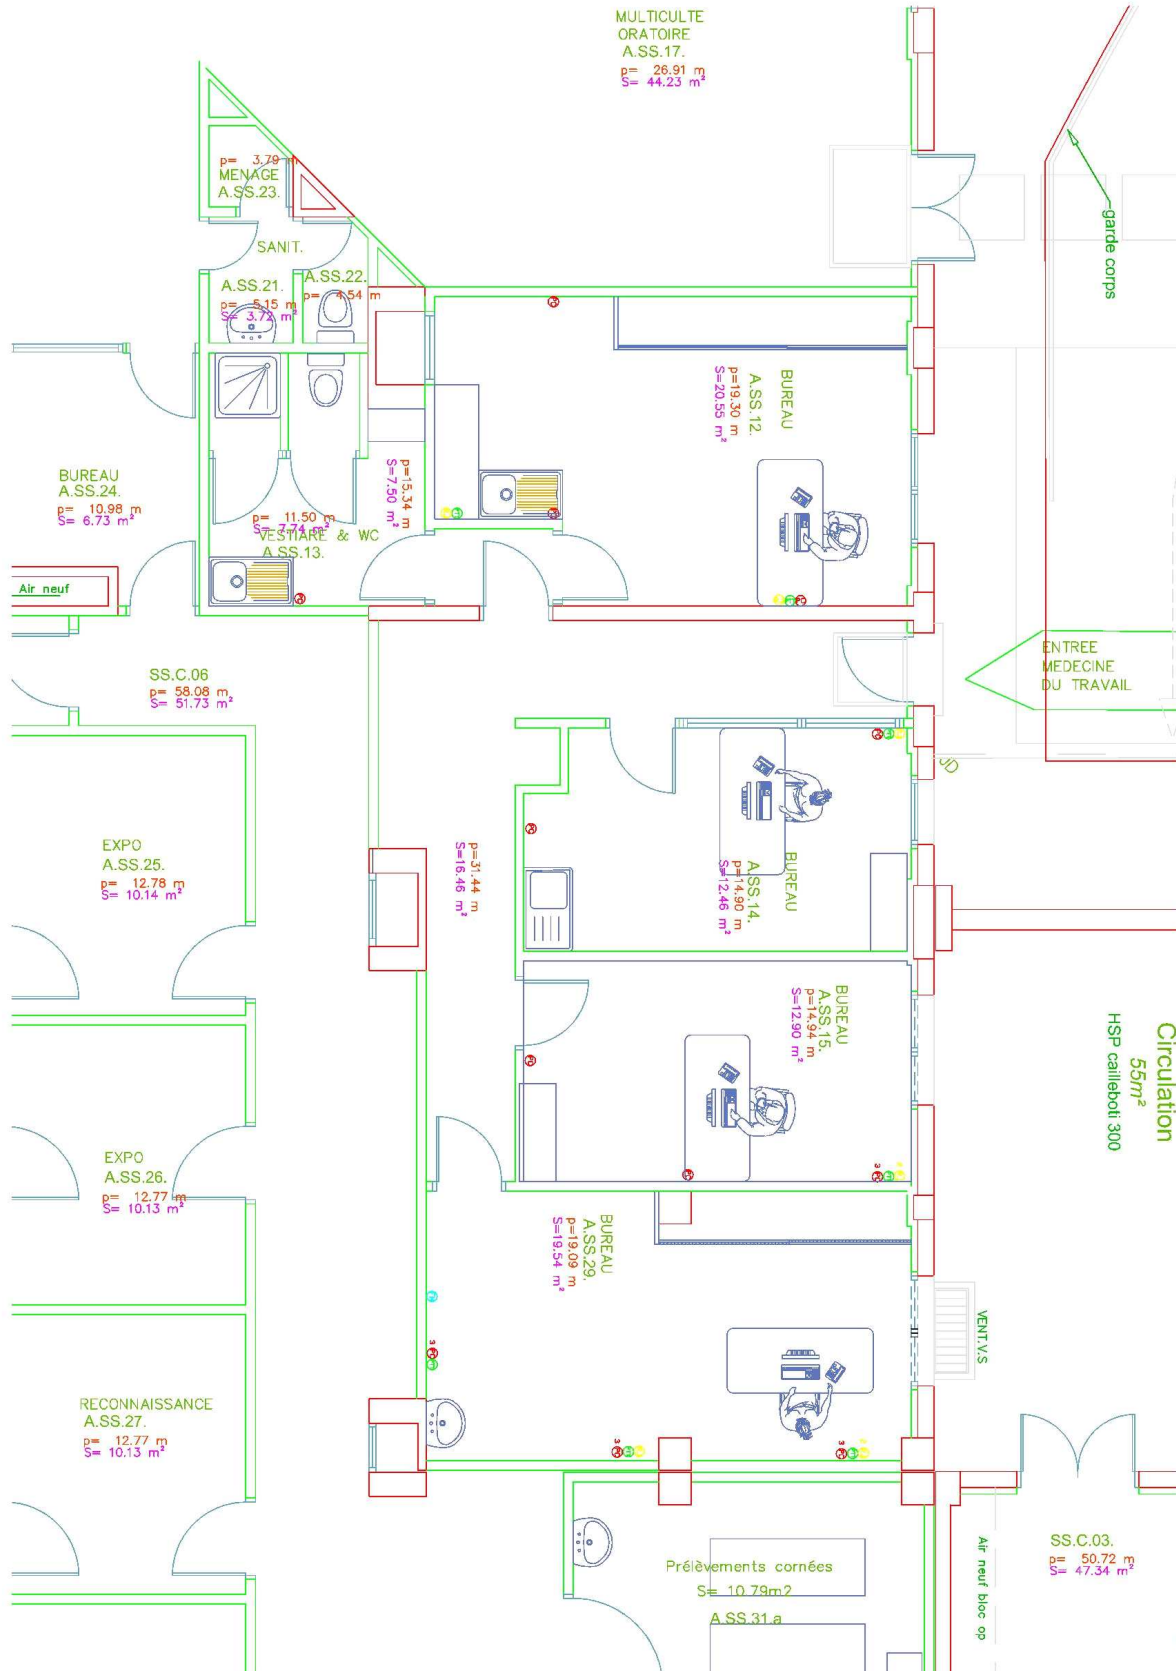 MULTICULTE
ORATOIRE
A.SS.17.
p= 26.91 m
S= 44.23 m²
garde corps
p= 3.79 m
MENAGE
A.SS.23.
SANIT.
A.SS.21.
p= 5.15 m
S= 3.72 m²
A.SS.22.
p= 4.54 m
BUREAU
A.SS.12.
p=19.30 m
S=20.55 m²
BUREAU
A.SS.24.
p= 10.98 m
S= 6.73 m²
p=15.34 m
S=7.50 m²
p= 11.50 m
S= 7.74 m²
VESTIARE & WC
A.SS.13.
Air neuf
SS.C.06
p= 58.08 m
S= 51.73 m²
ENTREE
MEDECINE
DU TRAVAIL
JD
EXPO
A.SS.25.
p= 12.78 m
S= 10.14 m²
p=31.44 m
S=16.46 m²
BUREAU
A.SS.14.
p=14.90 m
S=12.46 m²
BUREAU
A.SS.15.
p=14.94 m
S=12.90 m²
Circulation
55m²
HSP cailleboti 300
EXPO
A.SS.26.
p= 12.77 m
S= 10.13 m²
BUREAU
A.SS.29.
p=19.09 m
S=19.54 m²
VENT.V.S
RECONNAISSANCE
A.SS.27.
p= 12.77 m
S= 10.13 m²
Prélèvements cornées
S= 10.79m2
A.SS.31.a
Air neuf bloc op
SS.C.03.
p= 50.72 m
S= 47.34 m²